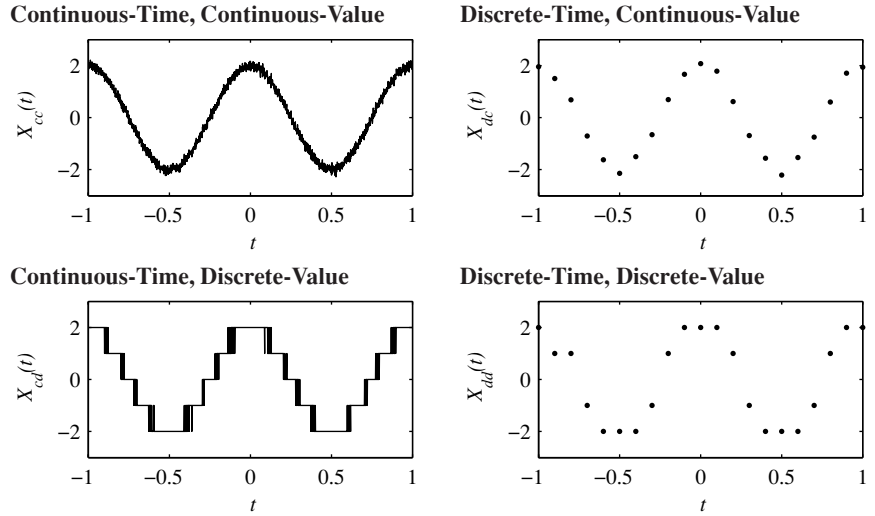 Continuous-Time, Continuous-Value
2
0
−2
X_cc(t)
−1 −0.5 0 0.5 1
t
Discrete-Time, Continuous-Value
2
0
−2
X_dc(t)
−1 −0.5 0 0.5 1
t
Continuous-Time, Discrete-Value
2
0
−2
X_cd(t)
−1 −0.5 0 0.5 1
t
Discrete-Time, Discrete-Value
2
0
−2
X_dd(t)
−1 −0.5 0 0.5 1
t